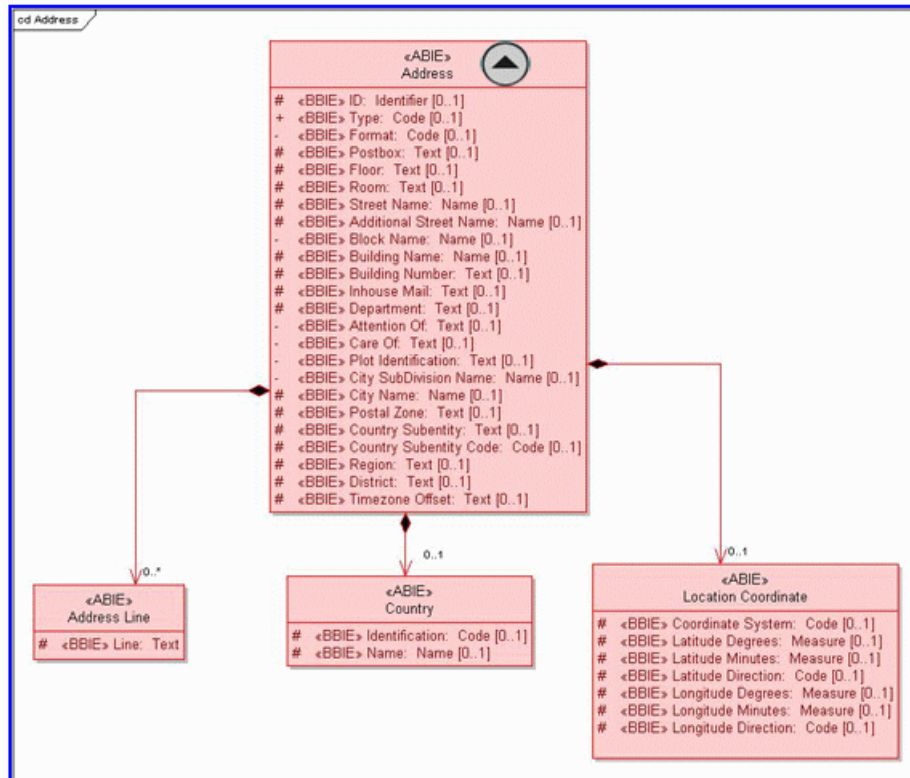 cd Address
«ABIE»
Address
# «BBIE» ID: Identifier [0..1]
+ «BBIE» Type: Code [0..1]
- «BBIE» Format: Code [0..1]
# «BBIE» Postbox: Text [0..1]
# «BBIE» Floor: Text [0..1]
# «BBIE» Room: Text [0..1]
# «BBIE» Street Name: Name [0..1]
# «BBIE» Additional Street Name: Name [0..1]
- «BBIE» Block Name: Name [0..1]
# «BBIE» Building Name: Name [0..1]
# «BBIE» Building Number: Text [0..1]
# «BBIE» Inhouse Mail: Text [0..1]
# «BBIE» Department: Text [0..1]
- «BBIE» Attention Of: Text [0..1]
- «BBIE» Care Of: Text [0..1]
- «BBIE» Plot Identification: Text [0..1]
- «BBIE» City SubDivision Name: Name [0..1]
# «BBIE» City Name: Name [0..1]
# «BBIE» Postal Zone: Text [0..1]
# «BBIE» Country Subentity: Text [0..1]
# «BBIE» Country Subentity Code: Code [0..1]
# «BBIE» Region: Text [0..1]
# «BBIE» District: Text [0..1]
# «BBIE» Timezone Offset: Text [0..1]
0..*
«ABIE»
Address Line
# «BBIE» Line: Text
0..1
«ABIE»
Country
# «BBIE» Identification: Code [0..1]
# «BBIE» Name: Name [0..1]
0..1
«ABIE»
Location Coordinate
# «BBIE» Coordinate System: Code [0..1]
# «BBIE» Latitude Degrees: Measure [0..1]
# «BBIE» Latitude Minutes: Measure [0..1]
# «BBIE» Latitude Direction: Code [0..1]
# «BBIE» Longitude Degrees: Measure [0..1]
# «BBIE» Longitude Minutes: Measure [0..1]
# «BBIE» Longitude Direction: Code [0..1]